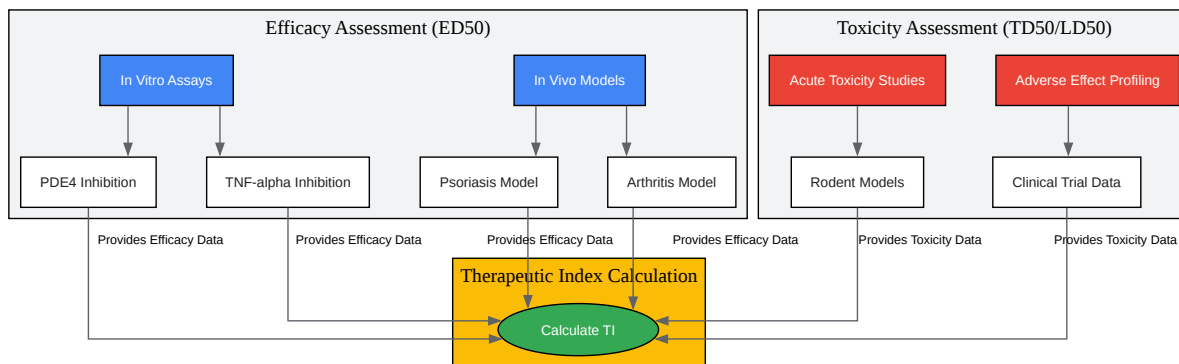 Efficacy Assessment (ED50)
Toxicity Assessment (TD50/LD50)
In Vitro Assays
In Vivo Models
Acute Toxicity Studies
Adverse Effect Profiling
PDE4 Inhibition
TNF-alpha Inhibition
Psoriasis Model
Arthritis Model
Rodent Models
Clinical Trial Data
Provides Efficacy Data
Provides Efficacy Data
Provides Efficacy Data
Provides Efficacy Data
Provides Toxicity Data
Provides Toxicity Data
Therapeutic Index Calculation
Calculate TI